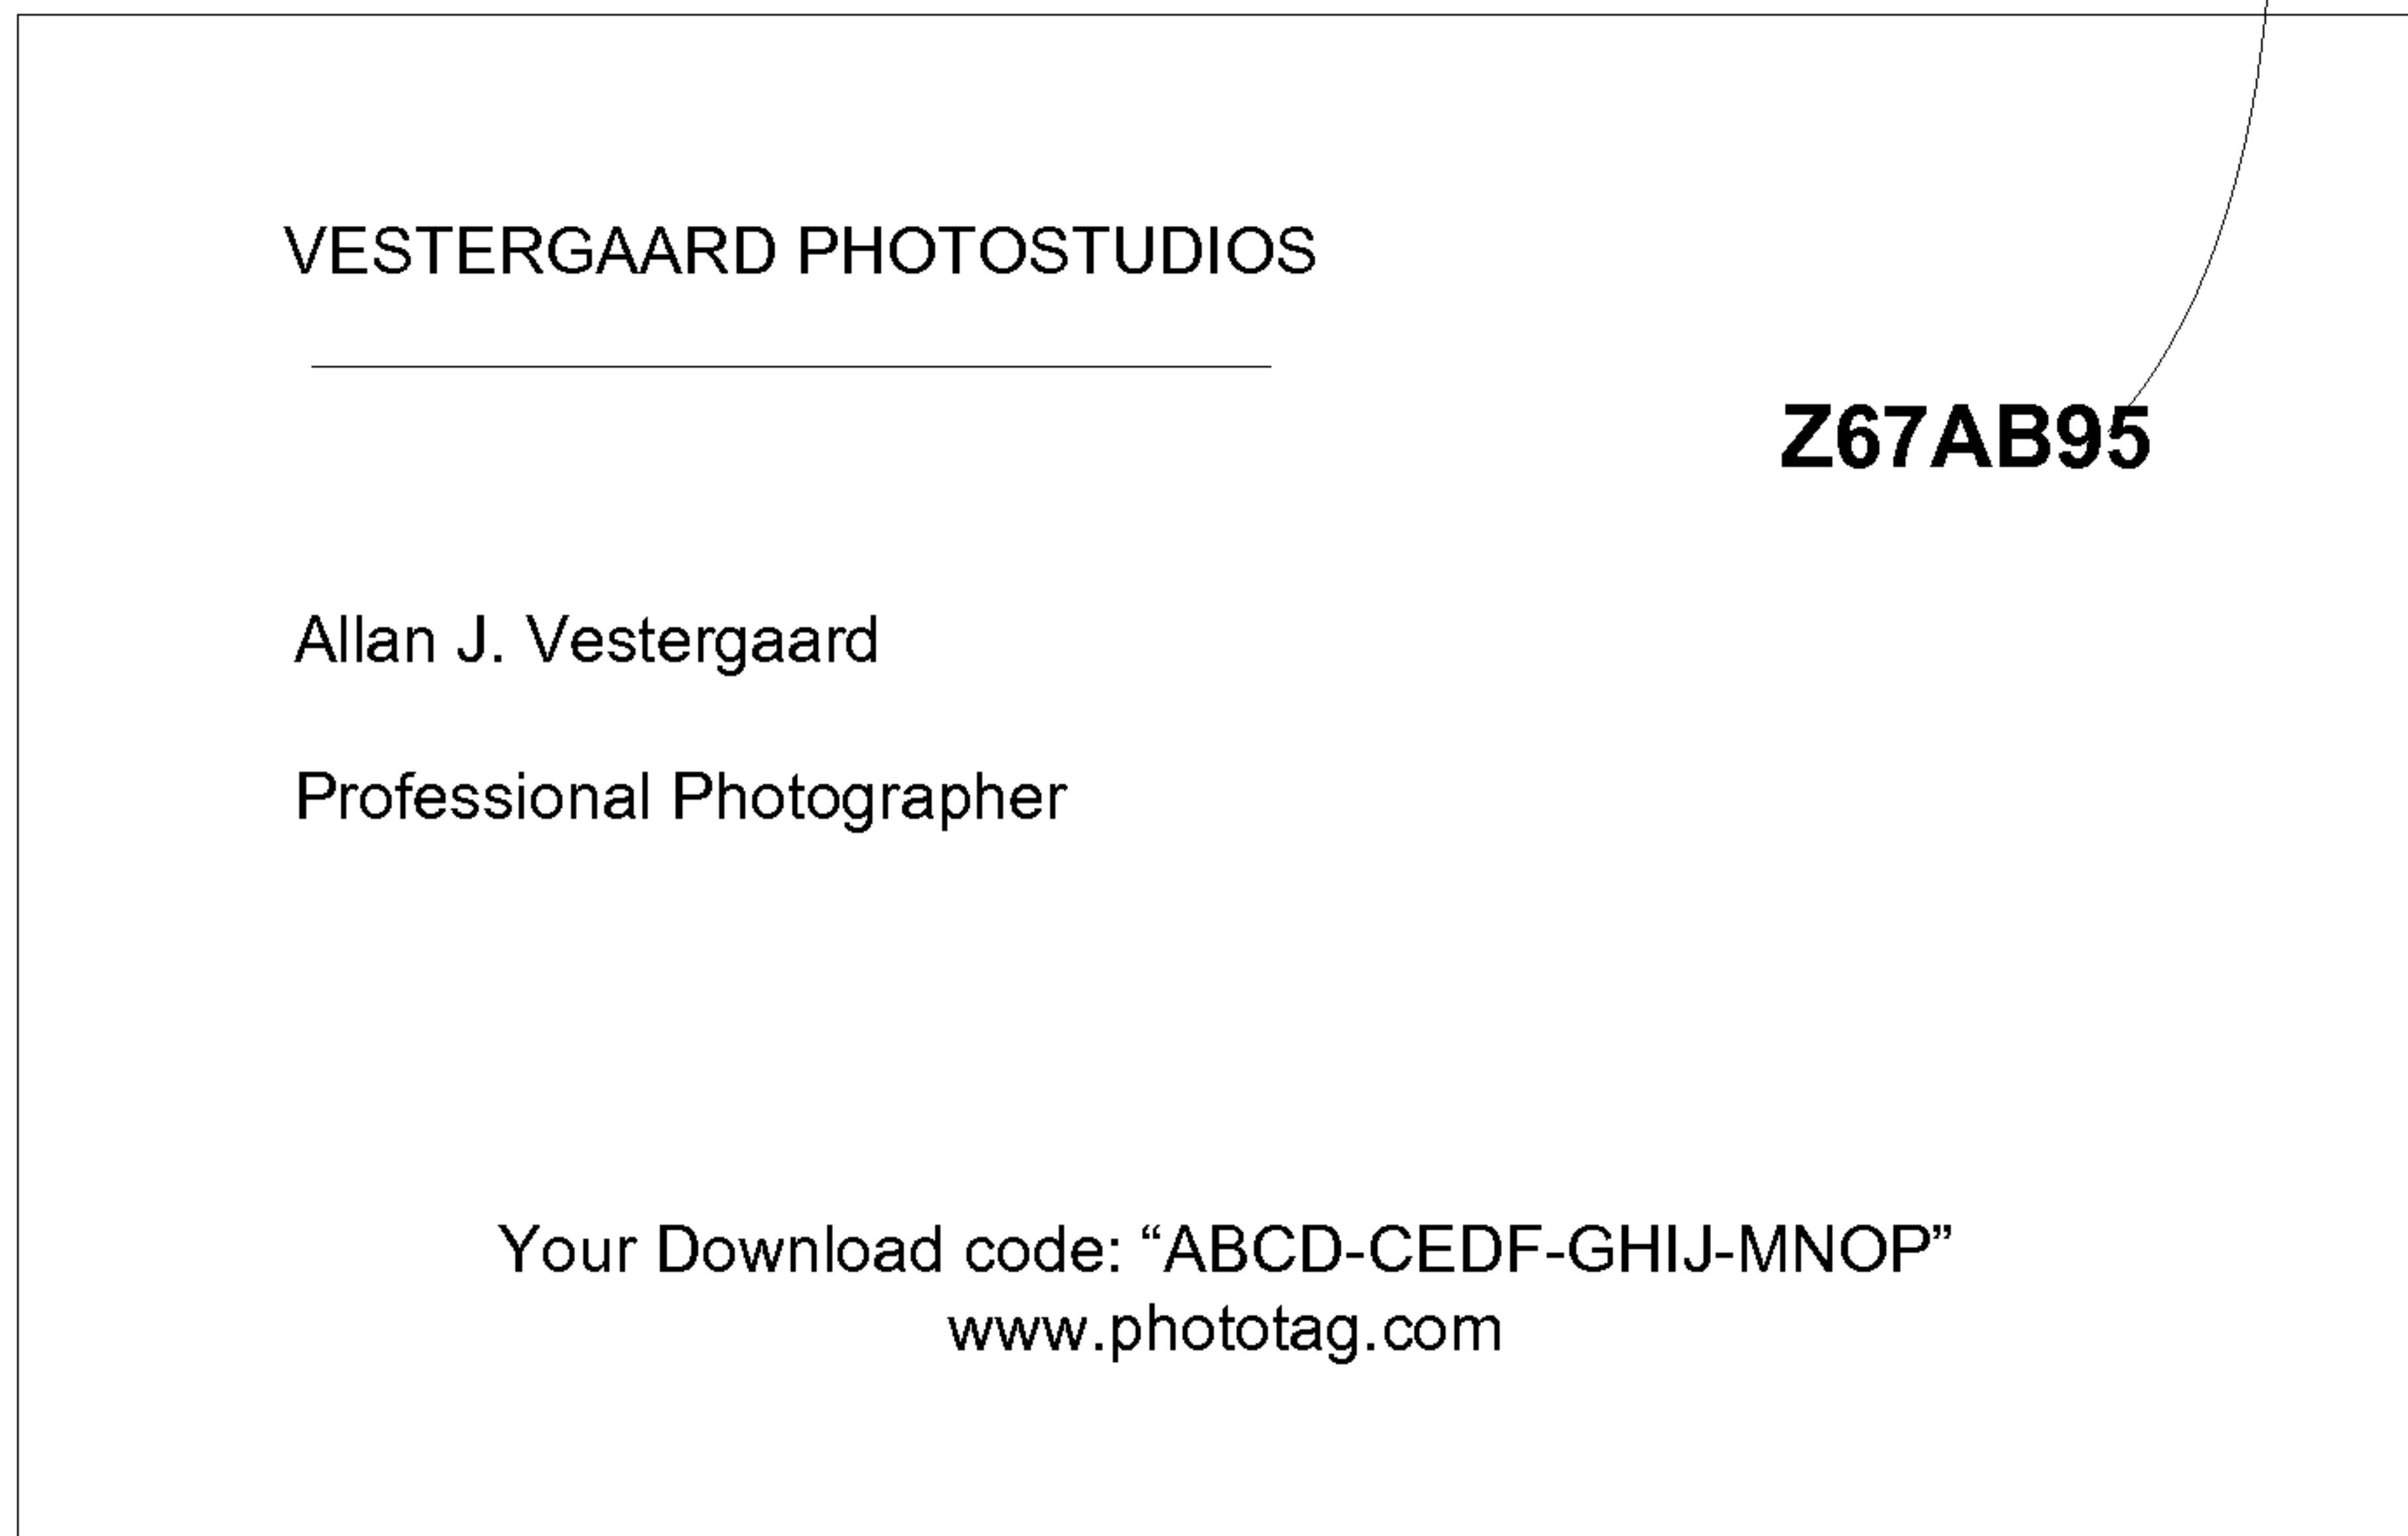 VESTERGAARD PHOTOSTUDIOS
Z67AB95
Allan J. Vestergaard
Professional Photographer
Your Download code: “ABCD-CEDF-GHIJ-MNOP”
www.phototag.com